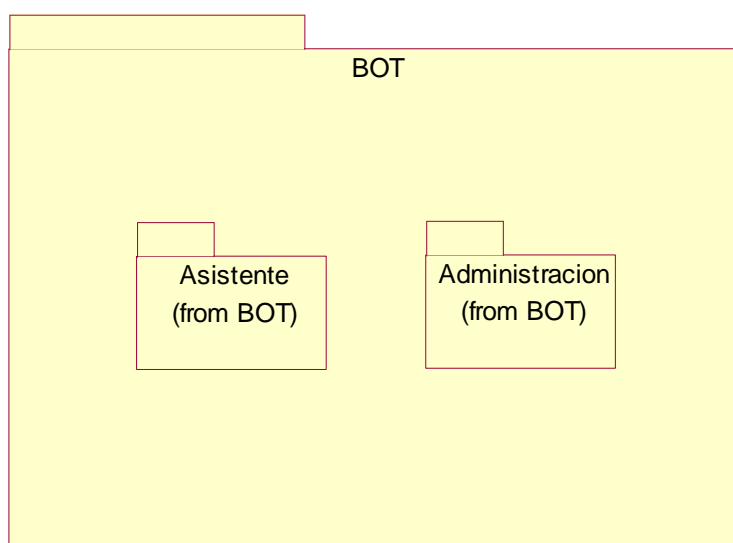 BOT
Asistente
(from BOT)
Administracion
(from BOT)